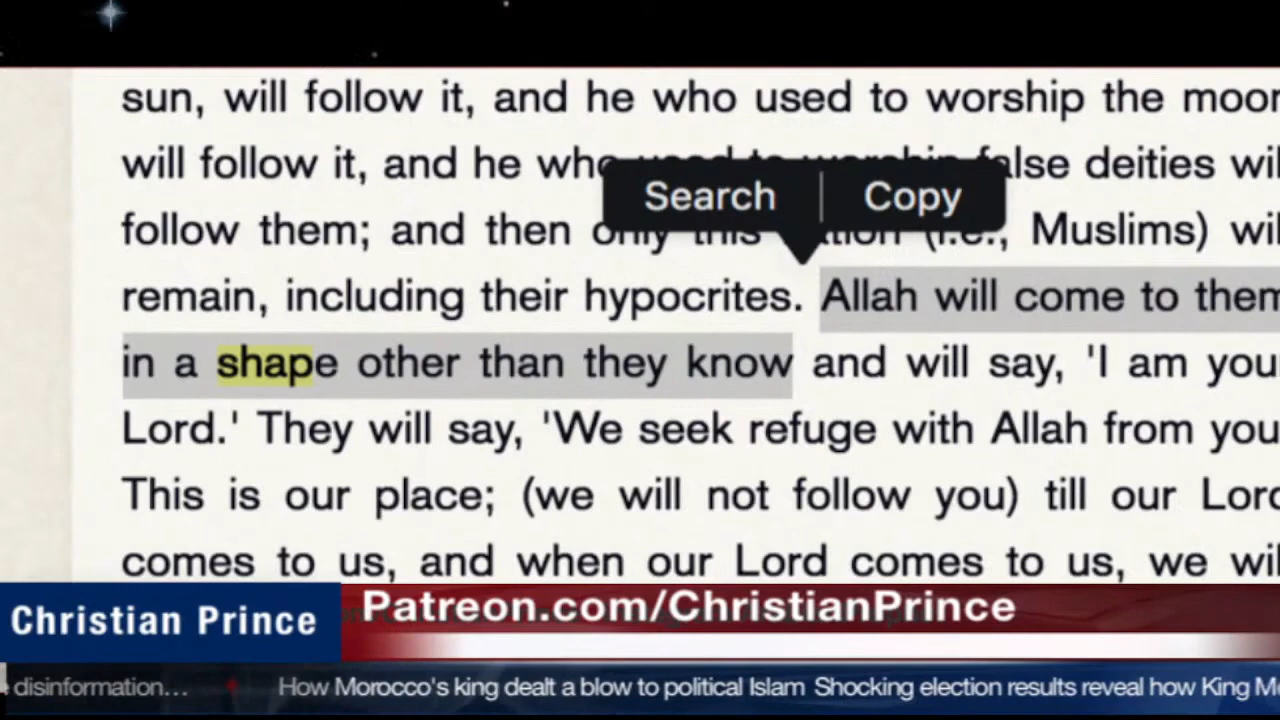 sun, will follow it, and he who used to worship the moon
will follow it, and he who used to worship false deities wil
Search Copy
follow them; and then only this (i.e., Muslims) wil
remain, including their hypocrites. Allah will come to them
in a shape other than they know and will say, 'I am you
Lord.' They will say, 'We seek refuge with Allah from you
This is our place; (we will not follow you) till our Lord
comes to us, and when our Lord comes to us, we wil
Christian Prince
Patreon.com/ChristianPrince
disinformation... How Morocco's king dealt a blow to political Islam Shocking election results reveal how King M